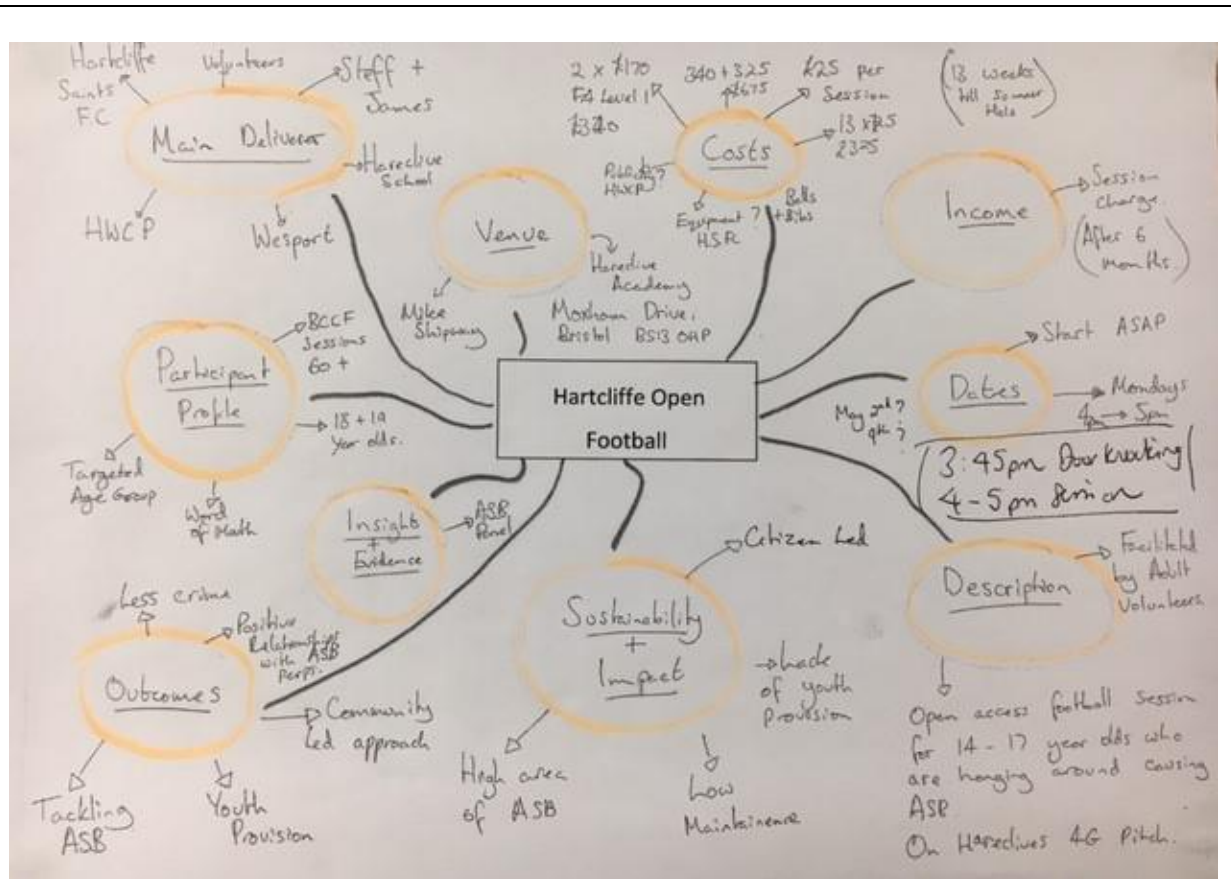 Hartcliffe
Saints
FC
Volunteers
Steff +
James
Main Deliverer
Hareclive
School
HWCP
Wesport
Venue
Hareclive
Academy
Moxham Drive,
Bristol BS13 0HP
Mike
Shipway
2 x £170
FA Level 1
£340
340 + 325
£675
£25 per
Session
13 x £25
£325
Costs
Publicity?
HWCP
Equipment?
HSFC
Balls
+ Bibs
(13 weeks
till Summer
Hols)
Income
Session
charge.
(After 6
months.)
Participant
Profile
BCCF
Sessions
60 +
18 + 19
Year olds.
Targeted
Age Group
Word
of Math
Hartcliffe Open
Football
Dates
Start ASAP
Mondays
4pm → 5pm
May 2nd?
9th?
3:45pm Door knocking
4 - 5pm Session
Insight
+
Evidence
ASB
Panel
Outcomes
Less crime
Positive
Relationships
with ASB
perps.
Community
Led approach
Tackling
ASB
Youth
Provision
Sustainability
+
Impact
Citizen Led
Lack
of youth
Provision
High area
of ASB
Low
Maintainence
Description
Facilitated
by Adult
Volunteers
Open access football session
for 14 - 17 year olds who
are hanging around causing
ASB
On Hareclives 4G Pitch.